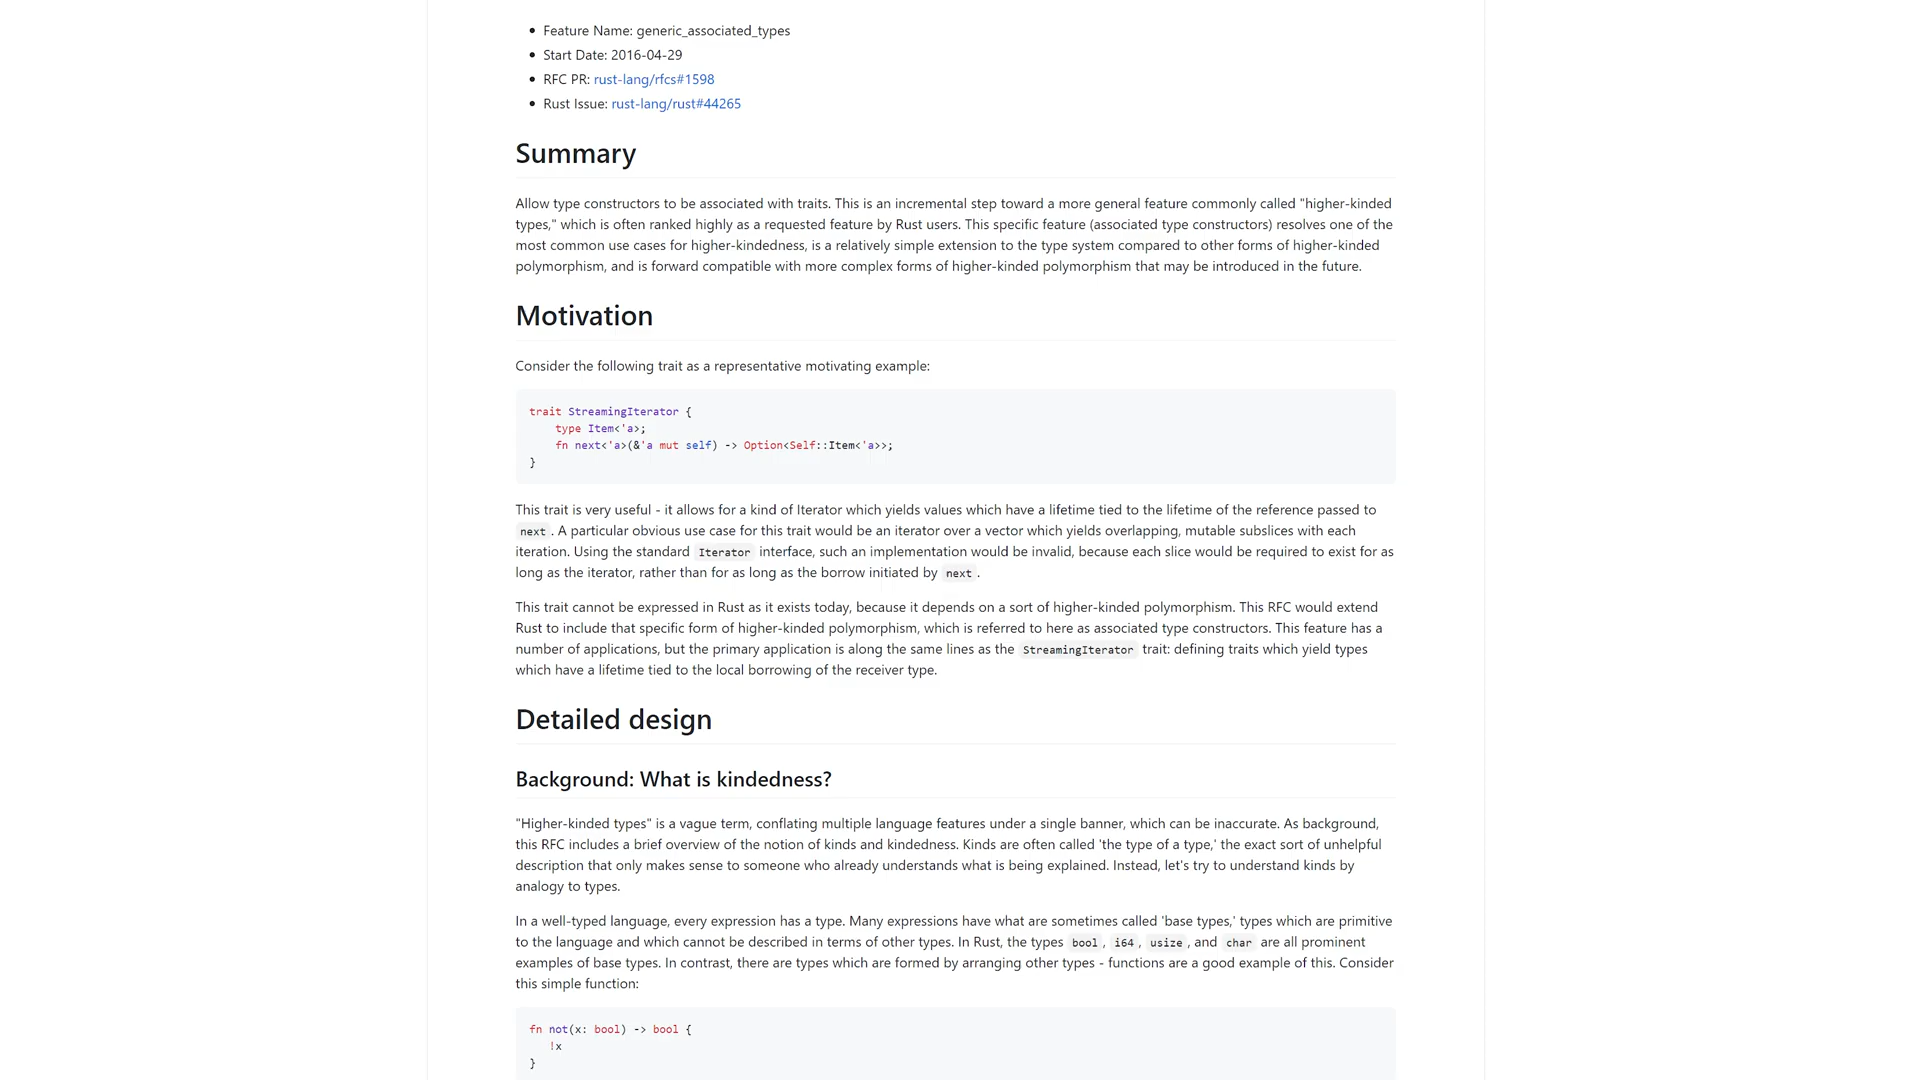 Feature Name: generic_associated_types
Start Date: 2016-04-29
RFC PR: rust-lang/rfcs#1598
Rust Issue: rust-lang/rust#44265
Summary
Allow type constructors to be associated with traits. This is an incremental step toward a more general feature commonly called "higher-kinded
types," which is often ranked highly as a requested feature by Rust users. This specific feature (associated type constructors) resolves one of the
most common use cases for higher-kindedness, is a relatively simple extension to the type system compared to other forms of higher-kinded
polymorphism, and is forward compatible with more complex forms of higher-kinded polymorphism that may be introduced in the future.
Motivation
Consider the following trait as a representative motivating example:
trait StreamingIterator {
    type Item<'a>;
    fn next<'a>(&'a mut self) -> Option<Self::Item<'a>>;
}
This trait is very useful - it allows for a kind of Iterator which yields values which have a lifetime tied to the lifetime of the reference passed to
next. A particular obvious use case for this trait would be an iterator over a vector which yields overlapping, mutable subslices with each
iteration. Using the standard Iterator interface, such an implementation would be invalid, because each slice would be required to exist for as
long as the iterator, rather than for as long as the borrow initiated by next.
This trait cannot be expressed in Rust as it exists today, because it depends on a sort of higher-kinded polymorphism. This RFC would extend
Rust to include that specific form of higher-kinded polymorphism, which is referred to here as associated type constructors. This feature has a
number of applications, but the primary application is along the same lines as the StreamingIterator trait: defining traits which yield types
which have a lifetime tied to the local borrowing of the receiver type.
Detailed design
Background: What is kindedness?
"Higher-kinded types" is a vague term, conflating multiple language features under a single banner, which can be inaccurate. As background,
this RFC includes a brief overview of the notion of kinds and kindedness. Kinds are often called 'the type of a type,' the exact sort of unhelpful
description that only makes sense to someone who already understands what is being explained. Instead, let's try to understand kinds by
analogy to types.
In a well-typed language, every expression has a type. Many expressions have what are sometimes called 'base types,' types which are primitive
to the language and which cannot be described in terms of other types. In Rust, the types bool, i64, usize, and char are all prominent
examples of base types. In contrast, there are types which are formed by arranging other types - functions are a good example of this. Consider
this simple function:
fn not(x: bool) -> bool {
   !x
}